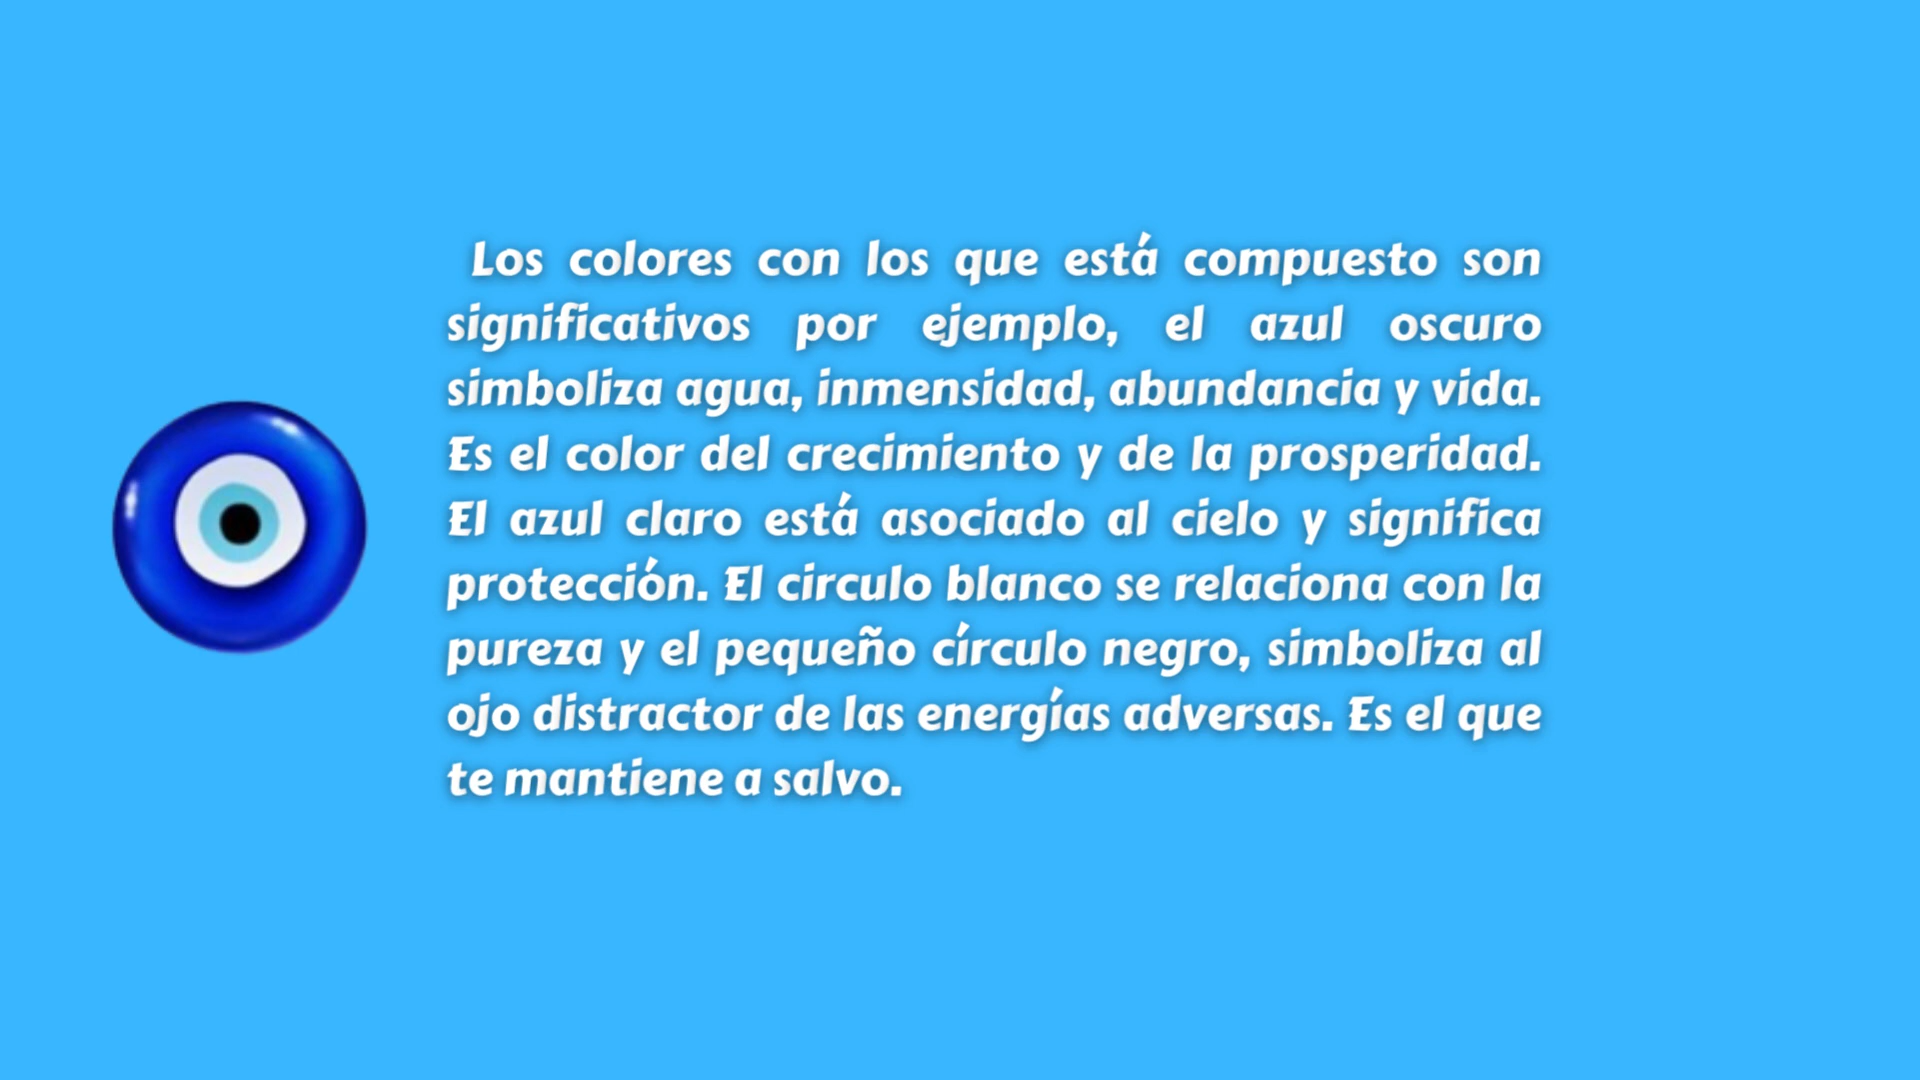 Los colores con los que está compuesto son
significativos por ejemplo, el azul oscuro
simboliza agua, inmensidad, abundancia y vida.
Es el color del crecimiento y de la prosperidad.
El azul claro está asociado al cielo y significa
protección. El circulo blanco se relaciona con la
pureza y el pequeño círculo negro, simboliza al
ojo distractor de las energías adversas. Es el que
te mantiene a salvo.